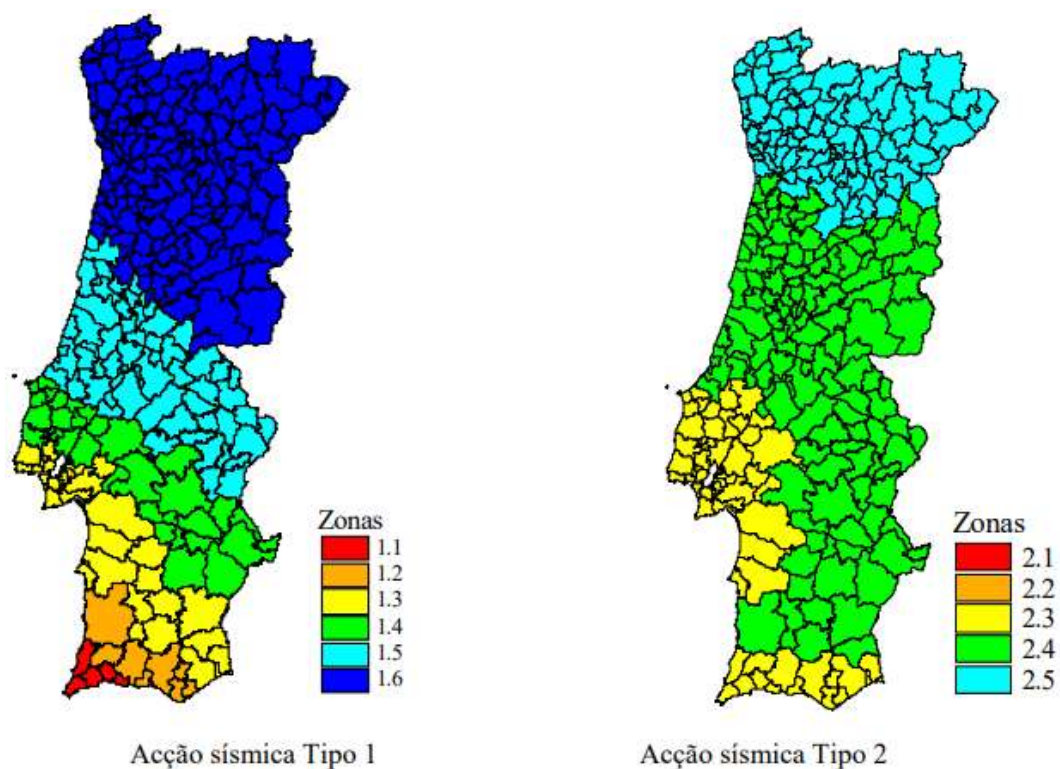 Zonas
1.1
1.2
1.3
1.4
1.5
1.6
Acção sísmica Tipo 1
Zonas
2.1
2.2
2.3
2.4
2.5
Acção sísmica Tipo 2